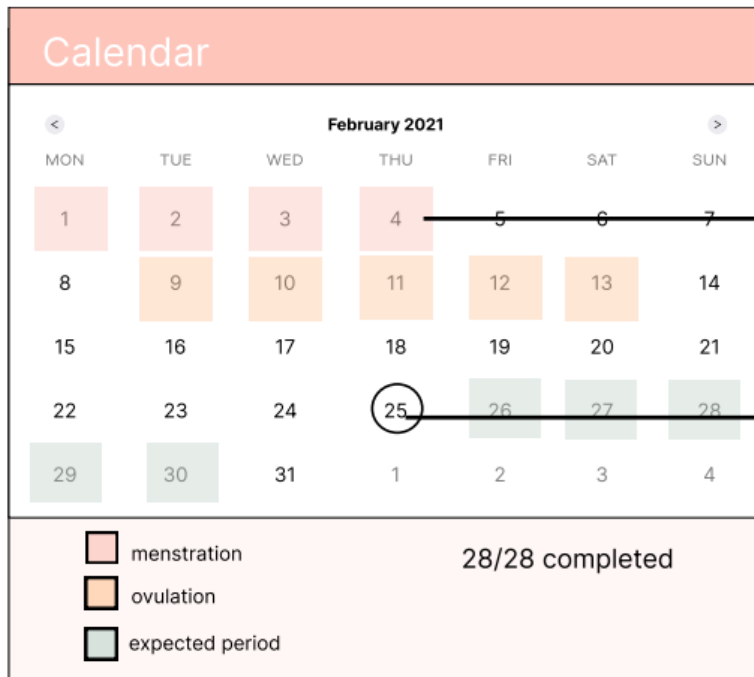 Calendar
< February 2021 >
MON TUE WED THU FRI SAT SUN
1 2 3 4 5 6 7
8 9 10 11 12 13 14
15 16 17 18 19 20 21
22 23 24 25 26 27 28
29 30 31 1 2 3 4
menstration
28/28 completed
ovulation
expected period